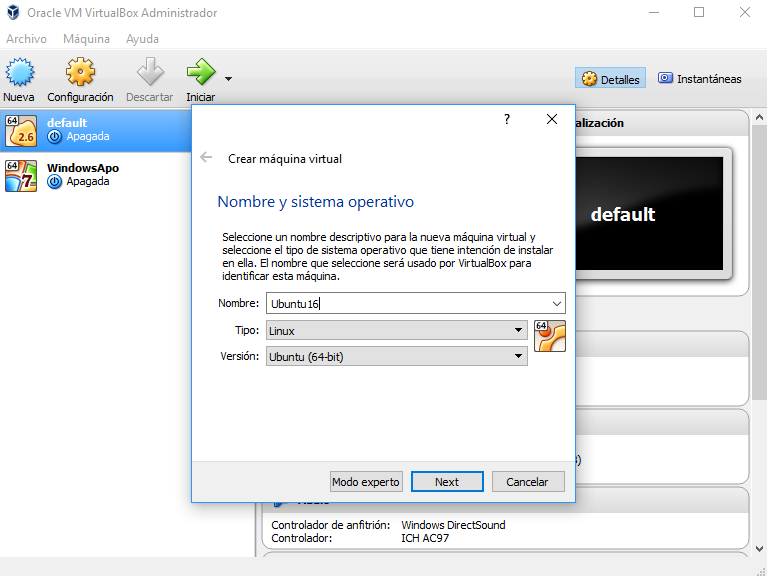 Oracle VM VirtualBox Administrador
Archivo Máquina Ayuda
Nueva Configuración Descartar Iniciar
Detalles Instantáneas
64
2.6
default
Apagada
64
7
WindowsApo
Apagada
alización
default
?
Crear máquina virtual
Nombre y sistema operativo
Seleccione un nombre descriptivo para la nueva máquina virtual y
seleccione el tipo de sistema operativo que tiene intención de instalar
en ella. El nombre que seleccione será usado por VirtualBox para
identificar esta máquina.
Nombre: Ubuntu16
Tipo: Linux
64
Versión: Ubuntu (64-bit)
Modo experto Next Cancelar
Controlador de anfitrión: Windows DirectSound
Controlador: ICH AC97